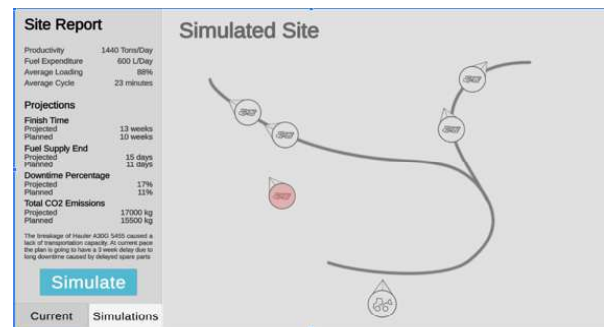 Site Report
Productivity 1440 Tons/Day
Fuel Expenditure 600 L/Day
Average Loading 88%
Average Cycle 23 minutes
Projections
Finish Time
Projected 13 weeks
Planned 10 weeks
Fuel Supply End
Projected 15 days
Planned 11 days
Downtime Percentage
Projected 17%
Planned 11%
Total CO2 Emissions
Projected 17000 kg
Planned 15500 kg
The breakage of Hauler A30G 5455 caused a
lack of transportation capacity. At current pace
the plan is going to have a 3 week delay due to
long downtime caused by delayed spare parts
Simulate
Current Simulations
Simulated Site